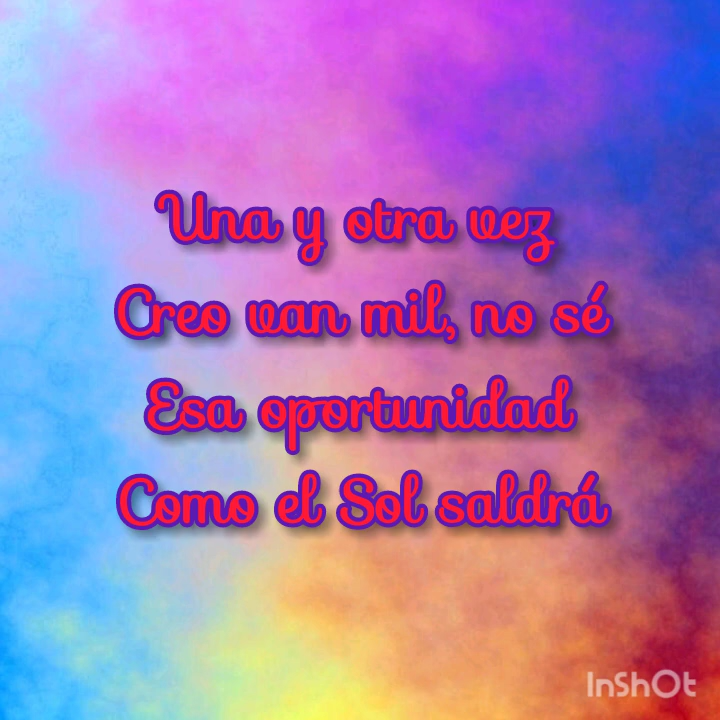 Una y otra vez
Creo van mil, no sé
Esa oportunidad
Como el Sol saldrá
InShOt